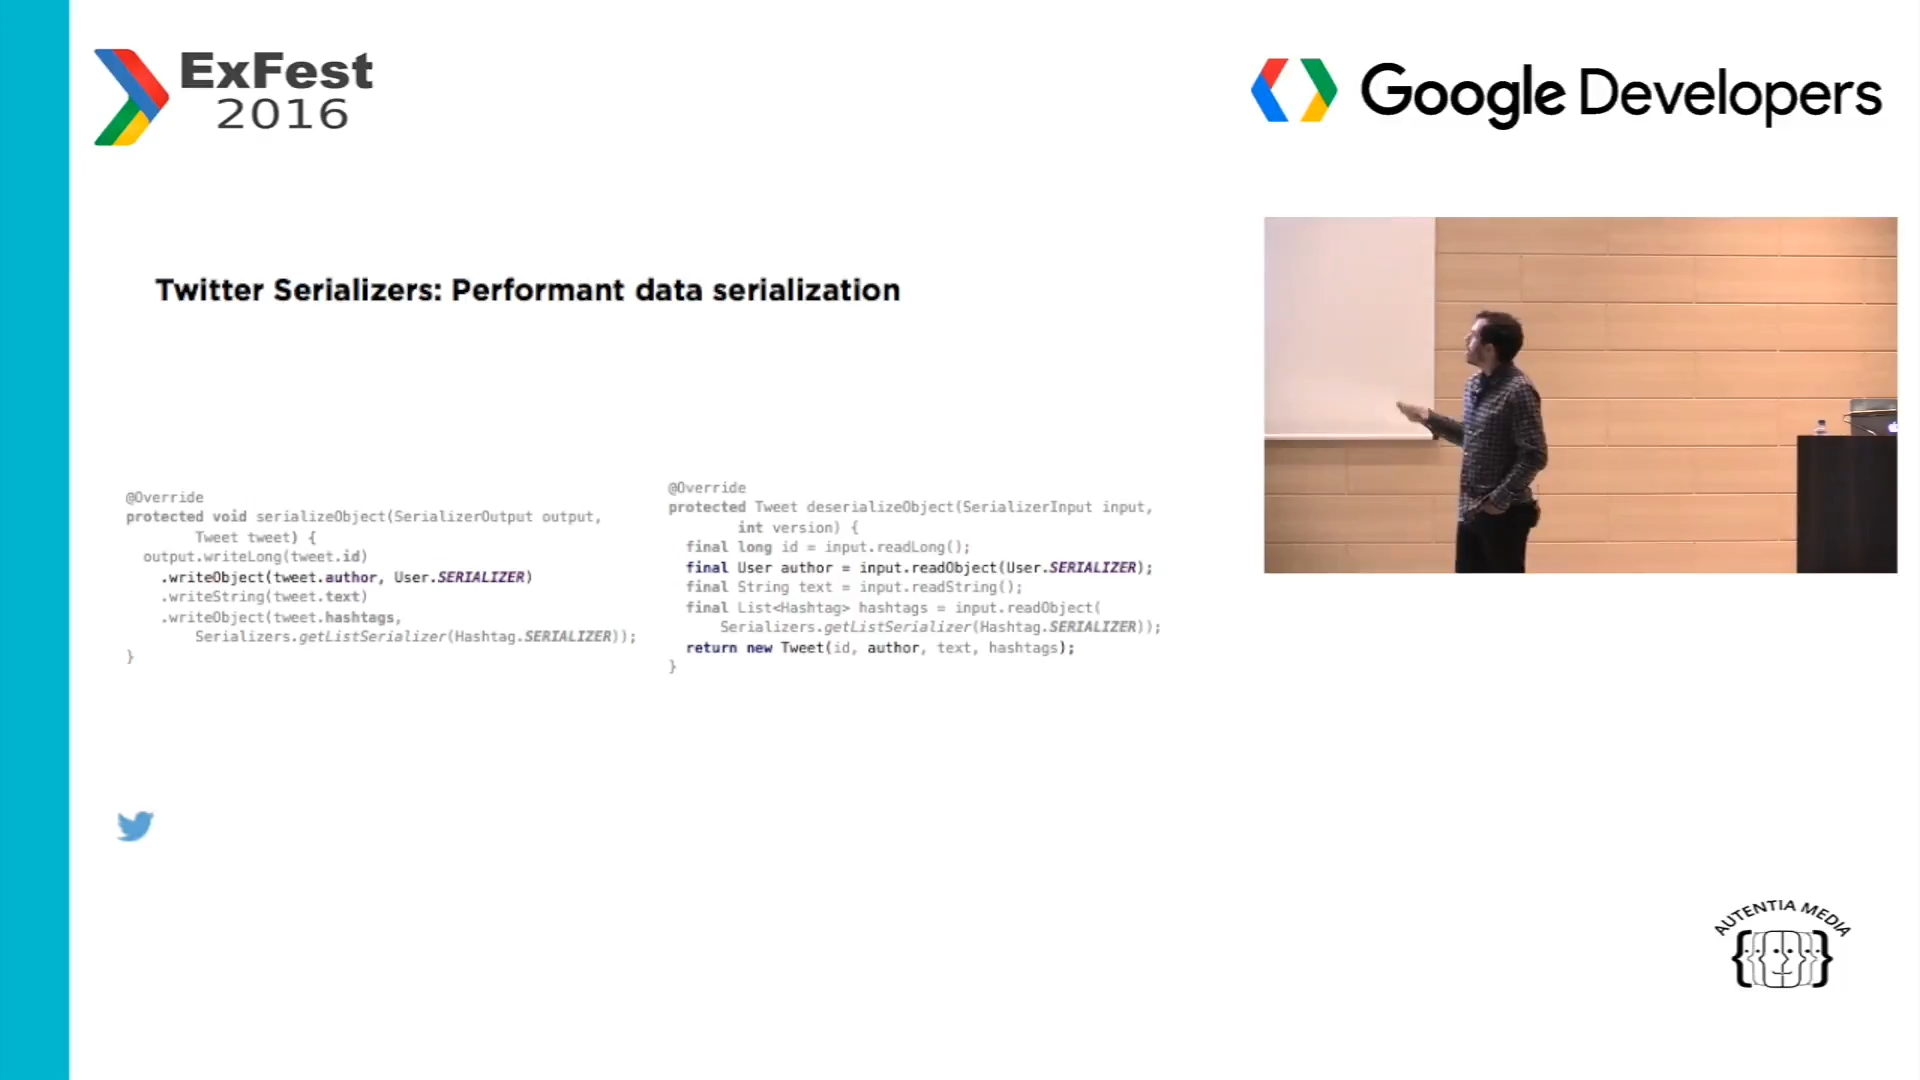 ExFest
2016
Google Developers
Twitter Serializers: Performant data serialization
@Override
protected void serializeObject(SerializerOutput output,
Tweet tweet) {
output.writeLong(tweet.id)
.writeObject(tweet.author, User.SERIALIZER)
.writeString(tweet.text)
.writeObject(tweet.hashtags,
Serializers.getListSerializer(Hashtag.SERIALIZER));
}
@Override
protected Tweet deserializeObject(SerializerInput input,
int version) {
final long id = input.readLong();
final User author = input.readObject(User.SERIALIZER);
final String text = input.readString();
final List<Hashtag> hashtags = input.readObject(
Serializers.getListSerializer(Hashtag.SERIALIZER));
return new Tweet(id, author, text, hashtags);
}
AUTENTIA MEDIA